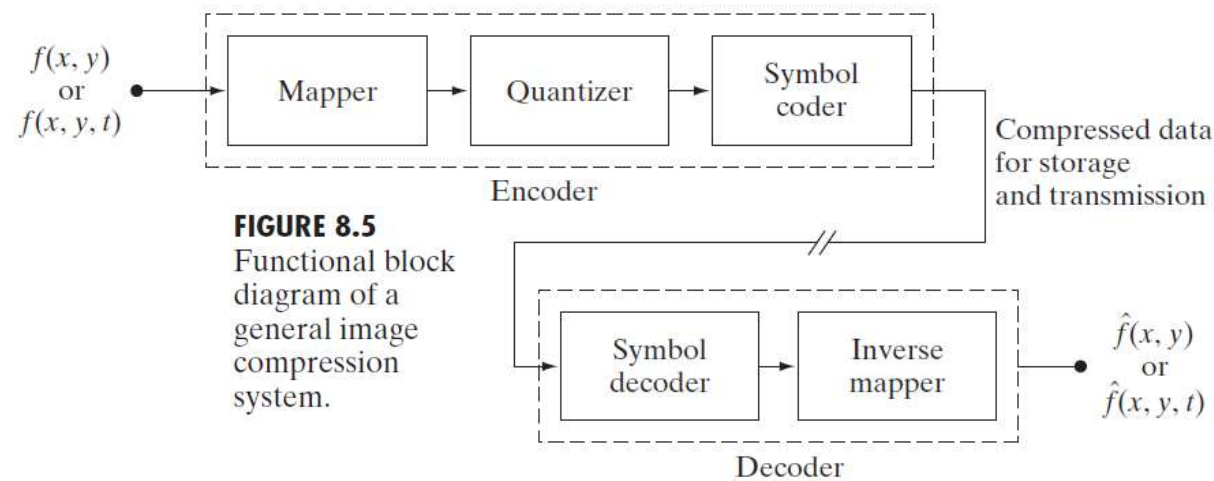 f(x, y)
or
f(x, y, t)
Mapper
Quantizer
Symbol
coder
Encoder
Compressed data
for storage
and transmission
FIGURE 8.5
Functional block
diagram of a
general image
compression
system.
Symbol
decoder
Inverse
mapper
Decoder
f̂(x, y)
or
f̂(x, y, t)